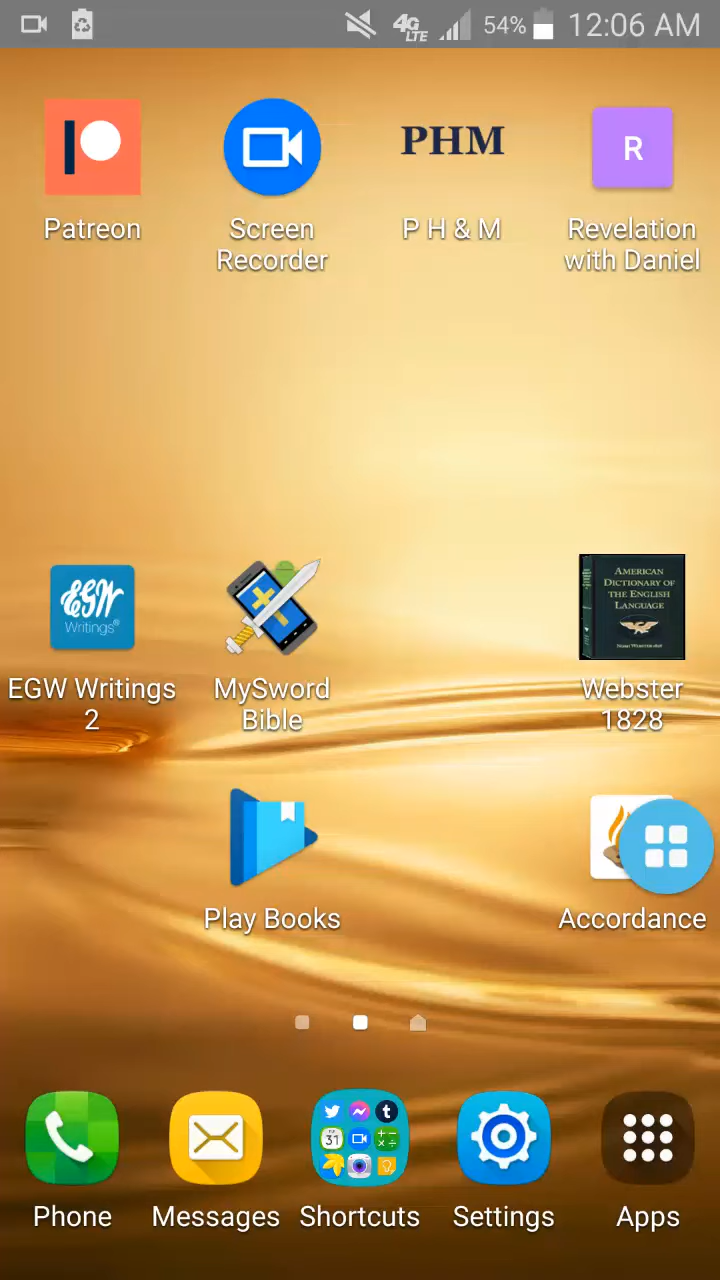 4G LTE 54% 12:06 AM
PHM
R
Patreon
Screen
Recorder
P H & M
Revelation
with Daniel
EGW
Writings®
AMERICAN
DICTIONARY OF
THE ENGLISH
LANGUAGE
EGW Writings
2
MySword
Bible
Webster
1828
Play Books
Accordance
31
Phone
Messages
Shortcuts
Settings
Apps